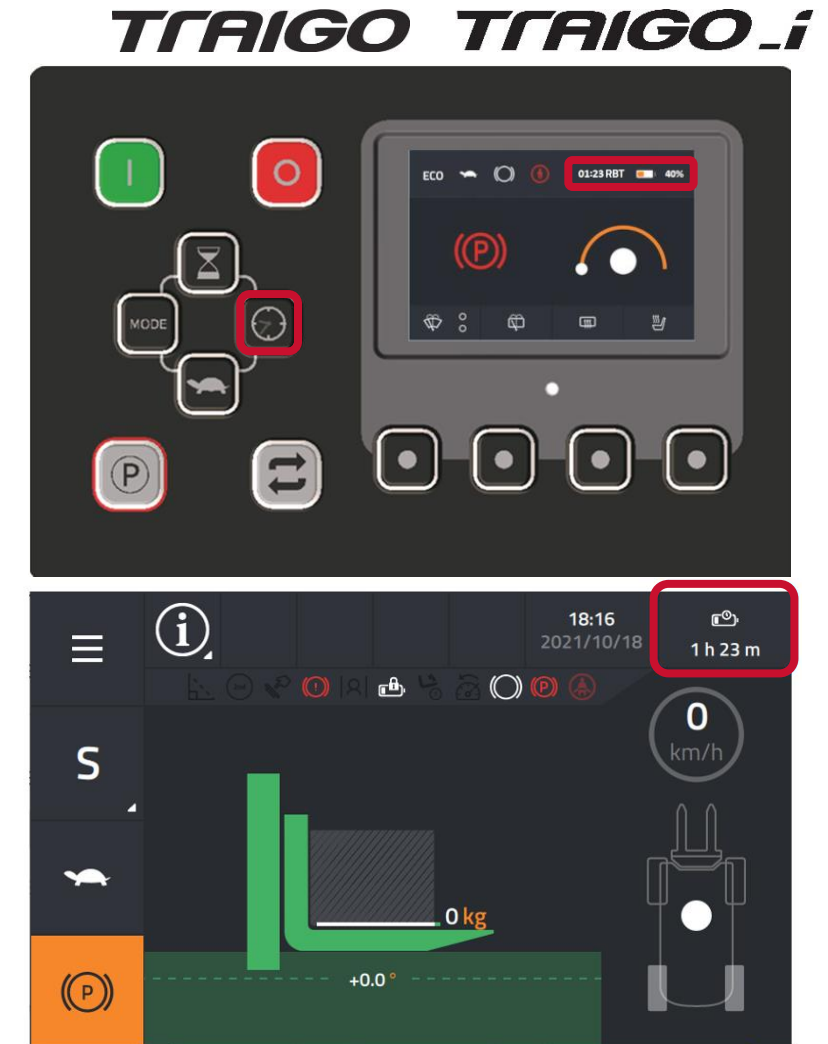 TRAIGO TRAIGO_i
ECO 01:23 RBT 40%
(P)
MODE
P
18:16
2021/10/18
1 h 23 m
i
(!) (P)
0
km/h
S
0 kg
+0.0 °
(P)